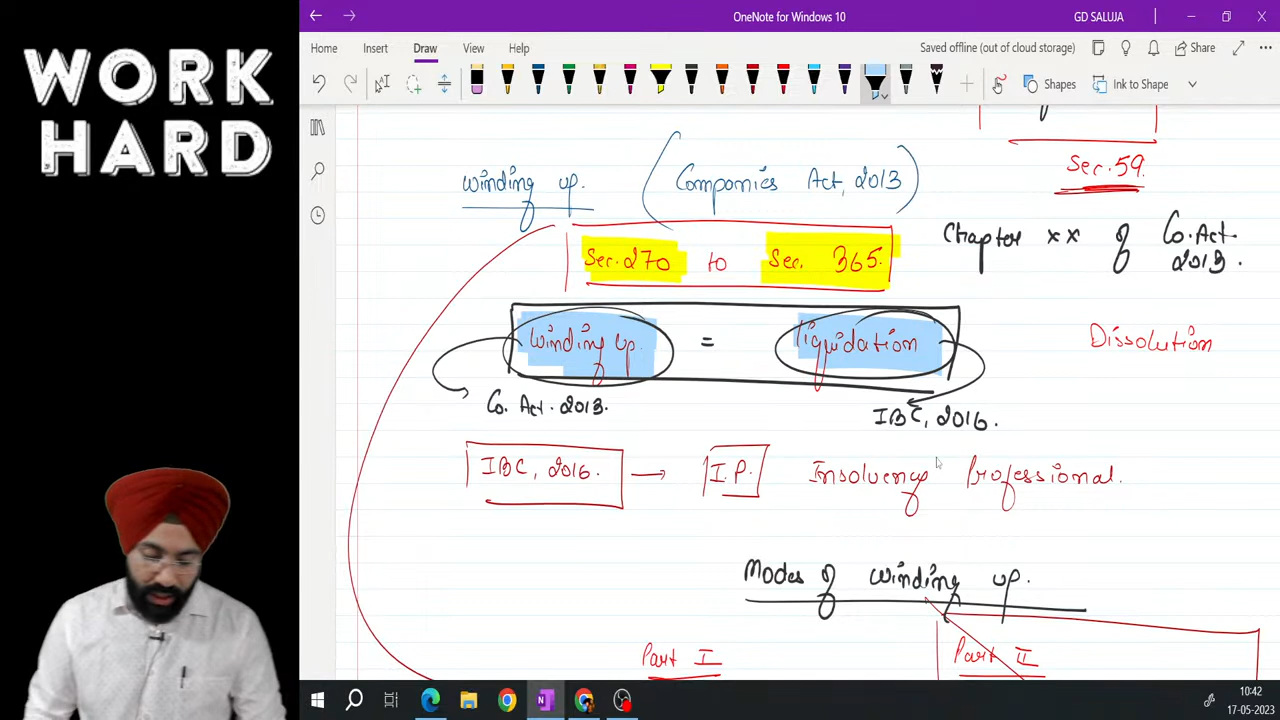 WORK
HARD
OneNote for Windows 10
GD SALUJA
Home
Insert
Draw
View
Help
Saved offline (out of cloud storage)
Share
Shapes
Ink to Shape
Sec. 59.
Winding up. (Companies Act, 2013)
Chapter xx of Co. Act 2013.
Sec. 270 to Sec. 365.
Winding up. = liquidation
Dissolution
Co. Act. 2013.
IBC, 2016.
IBC, 2016. → I.P. Insolvency Professional.
Modes of winding up.
Part I
Part II
10:42
17-05-2023